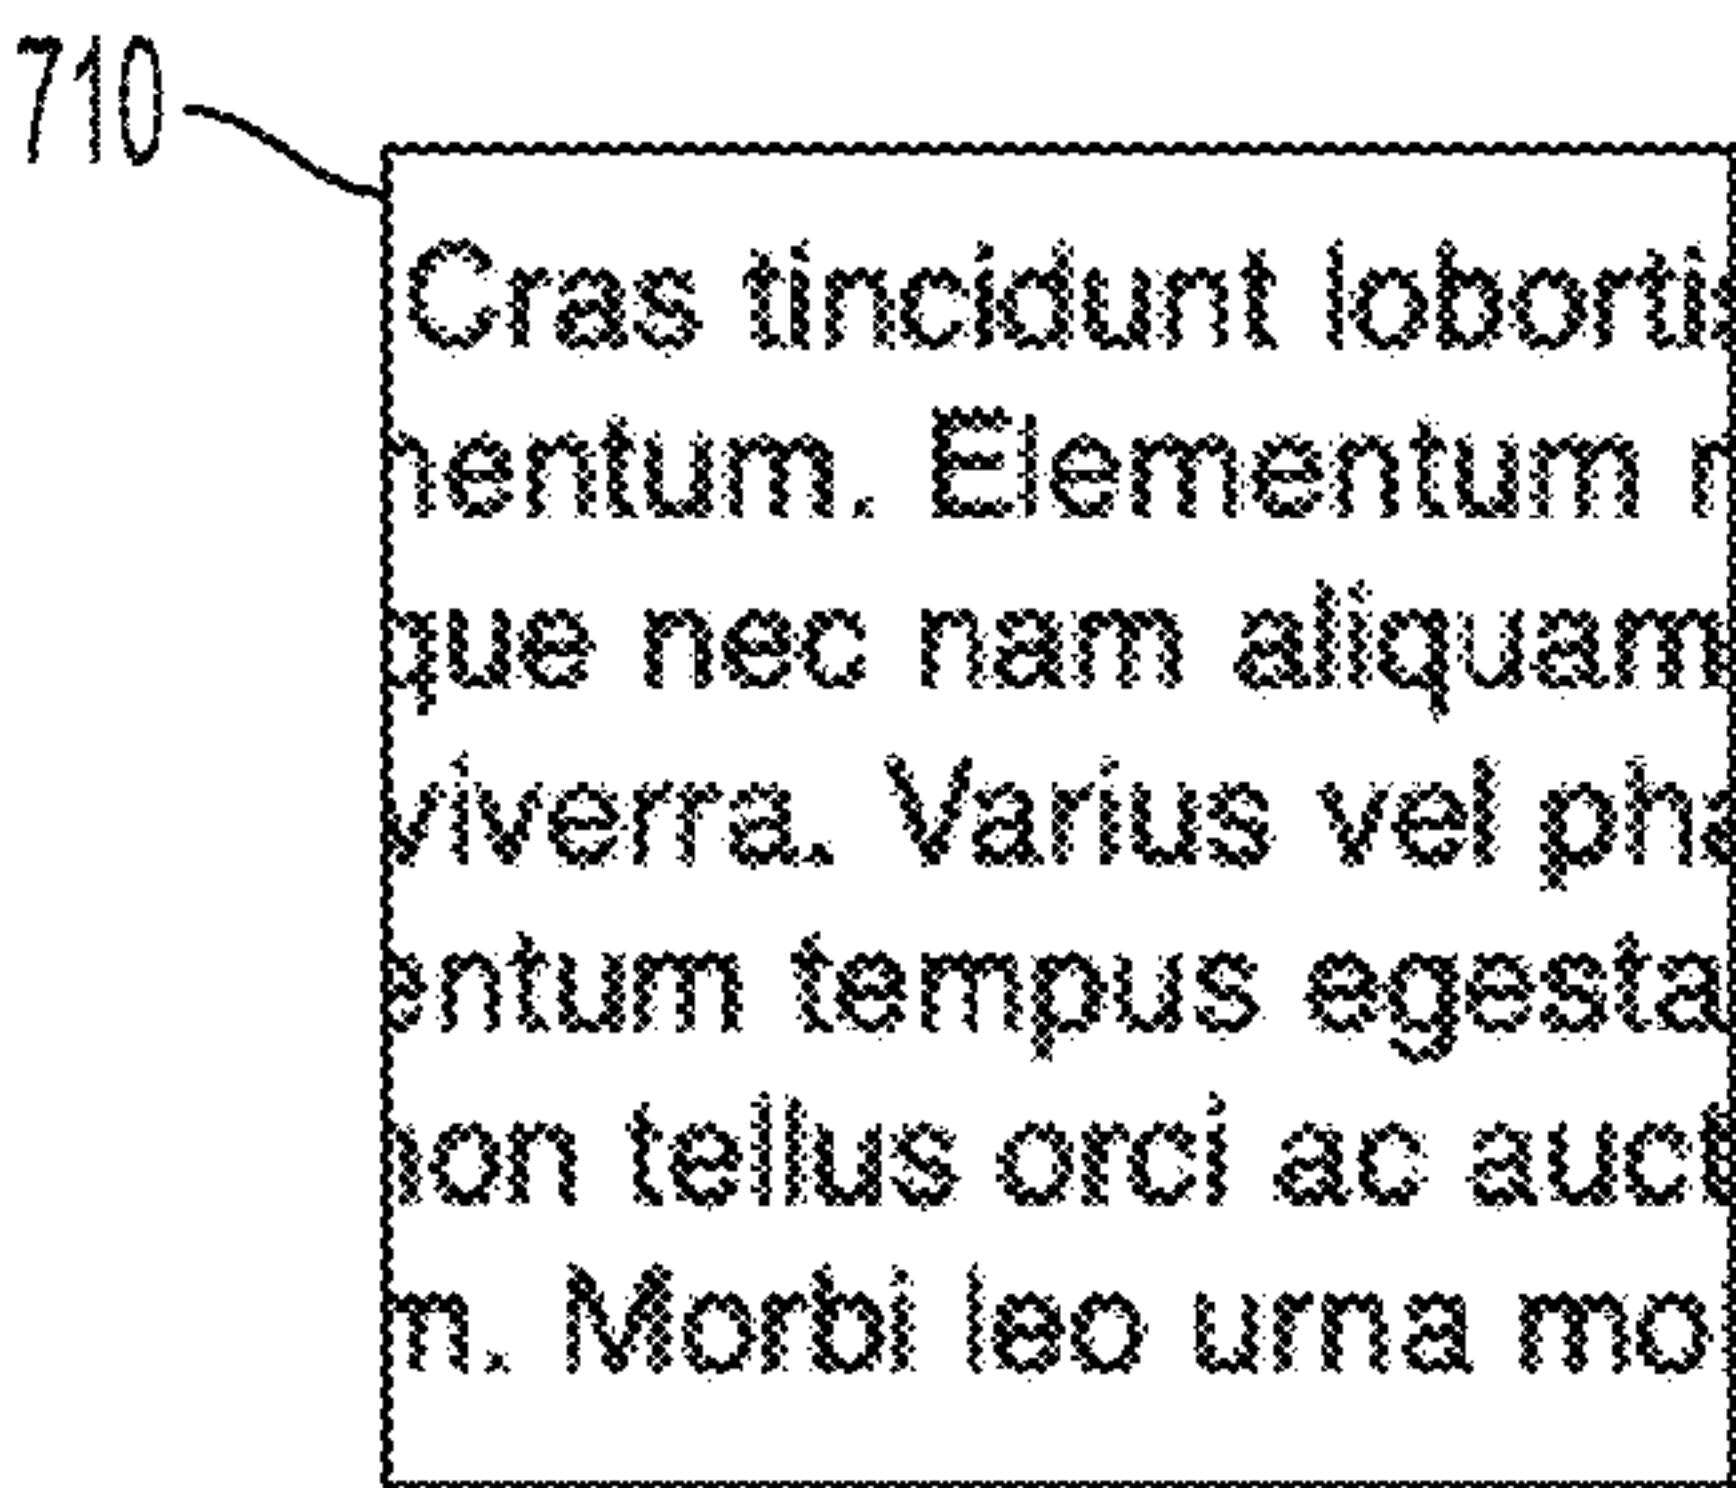 710
Cras tincidunt lobortis
nentum. Elementum
que nec nam aliquam
viverra. Varius vel pha
entum tempus egesta
non tellus orci ac auct
m. Morbi leo urna mo